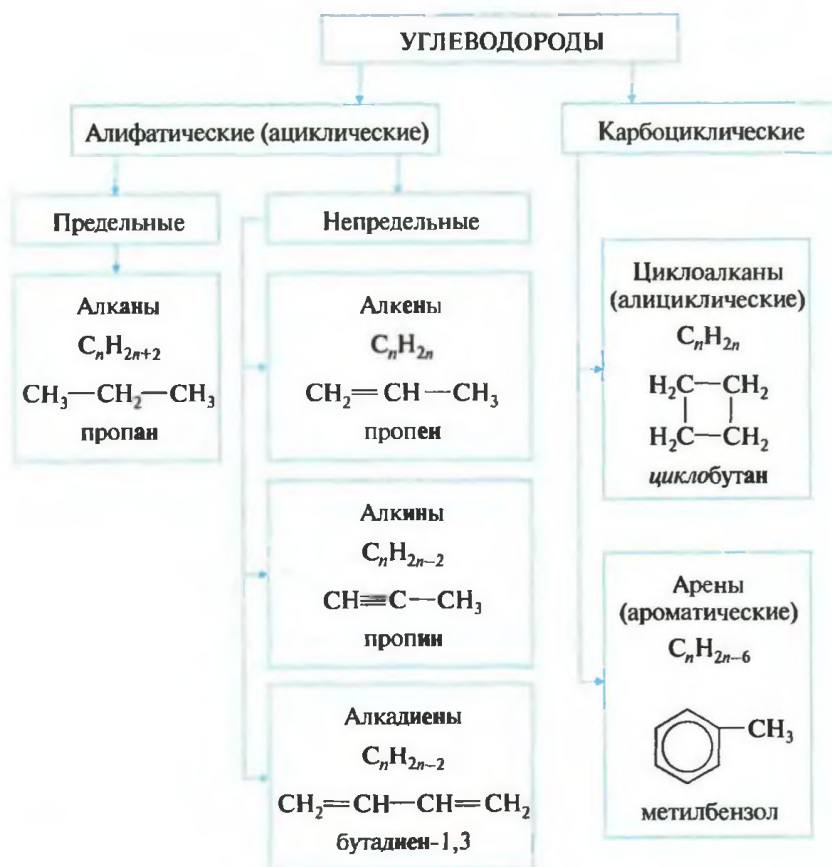 УГЛЕВОДОРОДЫ
Алифатические (ациклические)
Предельные
Алканы
CₙH₂ₙ₊₂
CH₃—CH₂—CH₃
пропан
Непредельные
Алкены
CₙH₂ₙ
CH₂=CH—CH₃
пропен
Алкины
CₙH₂ₙ₋₂
CH≡C—CH₃
пропин
Алкадиены
CₙH₂ₙ₋₂
CH₂=CH—CH=CH₂
бутадиен-1,3
Карбоциклические
Циклоалканы
(алициклические)
CₙH₂ₙ
H₂C—CH₂
H₂C—CH₂
циклобутан
Арены
(ароматические)
CₙH₂ₙ₋₆
CH₃
метилбензол